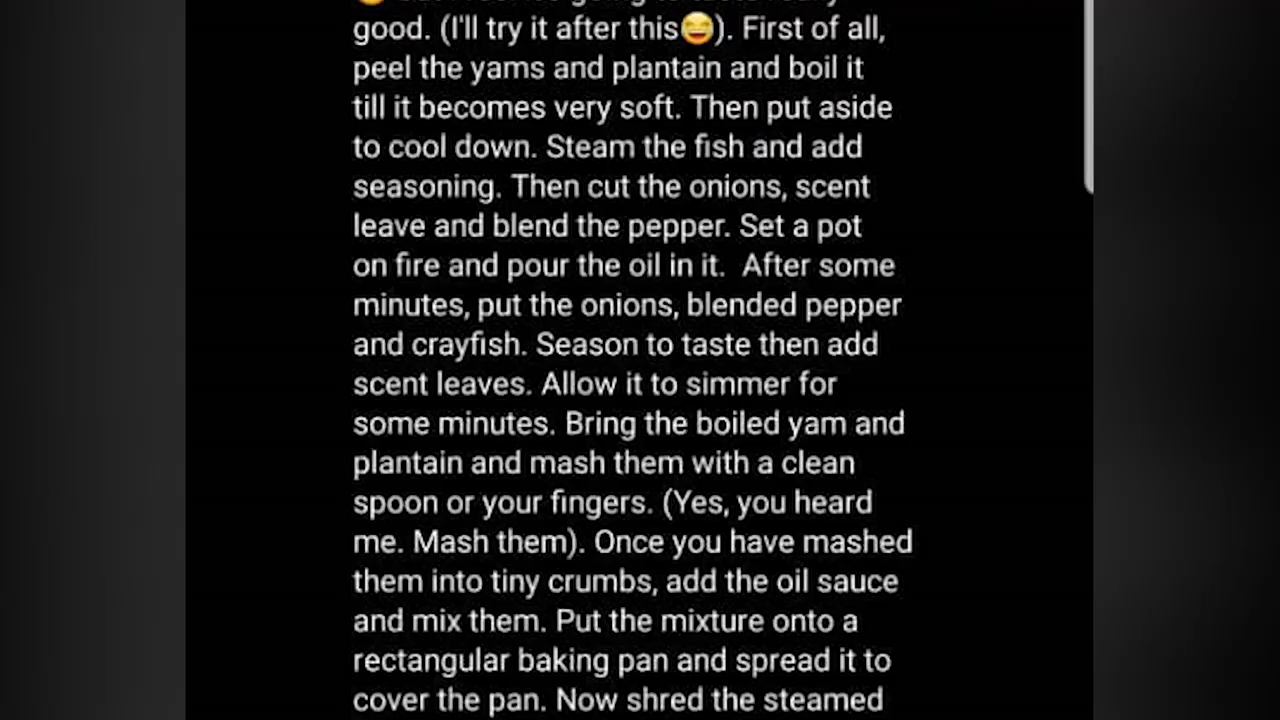 good. (I'll try it after this😂). First of all,
peel the yams and plantain and boil it
till it becomes very soft. Then put aside
to cool down. Steam the fish and add
seasoning. Then cut the onions, scent
leave and blend the pepper. Set a pot
on fire and pour the oil in it.  After some
minutes, put the onions, blended pepper
and crayfish. Season to taste then add
scent leaves. Allow it to simmer for
some minutes. Bring the boiled yam and
plantain and mash them with a clean
spoon or your fingers. (Yes, you heard
me. Mash them). Once you have mashed
them into tiny crumbs, add the oil sauce
and mix them. Put the mixture onto a
rectangular baking pan and spread it to
cover the pan. Now shred the steamed